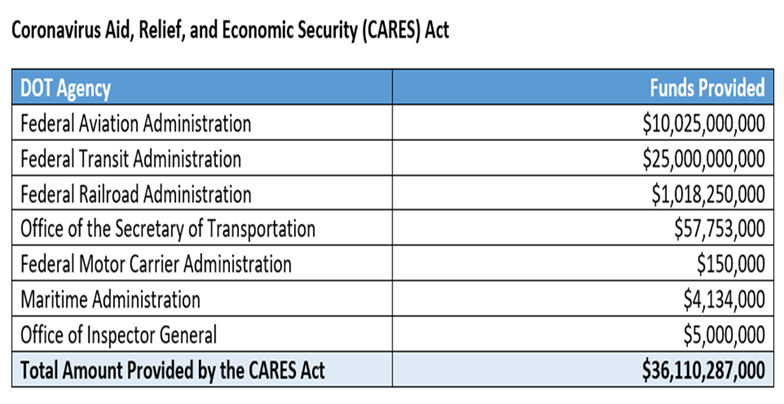 Coronavirus Aid, Relief, and Economic Security (CARES) Act
DOT Agency Funds Provided
Federal Aviation Administration $10,025,000,000
Federal Transit Administration $25,000,000,000
Federal Railroad Administration $1,018,250,000
Office of the Secretary of Transportation $57,753,000
Federal Motor Carrier Administration $150,000
Maritime Administration $4,134,000
Office of Inspector General $5,000,000
Total Amount Provided by the CARES Act $36,110,287,000